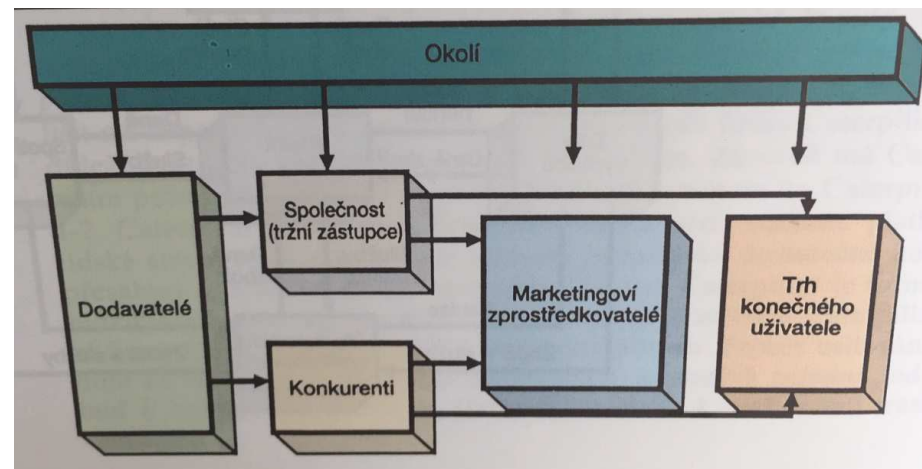 Okolí
Dodavatelé
Společnost
(tržní zástupce)
Konkurenti
Marketingoví
zprostředkovatelé
Trh
konečného
uživatele